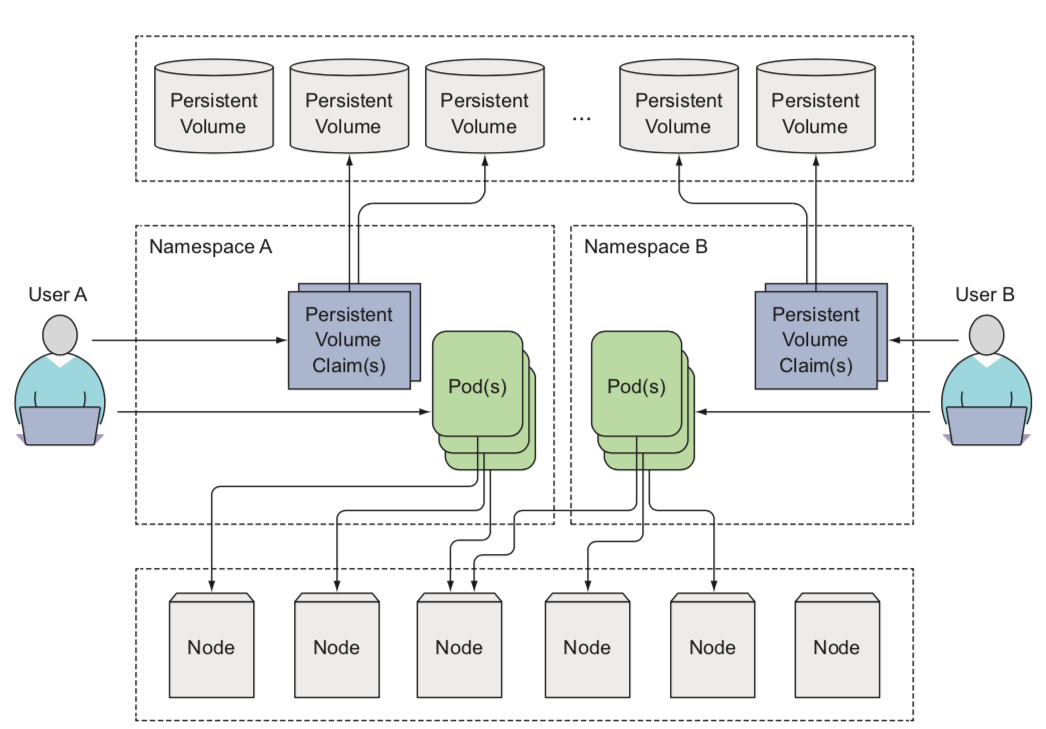 Persistent
Volume
Persistent
Volume
Persistent
Volume
...
Persistent
Volume
Persistent
Volume
Namespace A
Namespace B
User A
User B
Persistent
Volume
Claim(s)
Persistent
Volume
Claim(s)
Pod(s)
Pod(s)
Node
Node
Node
Node
Node
Node